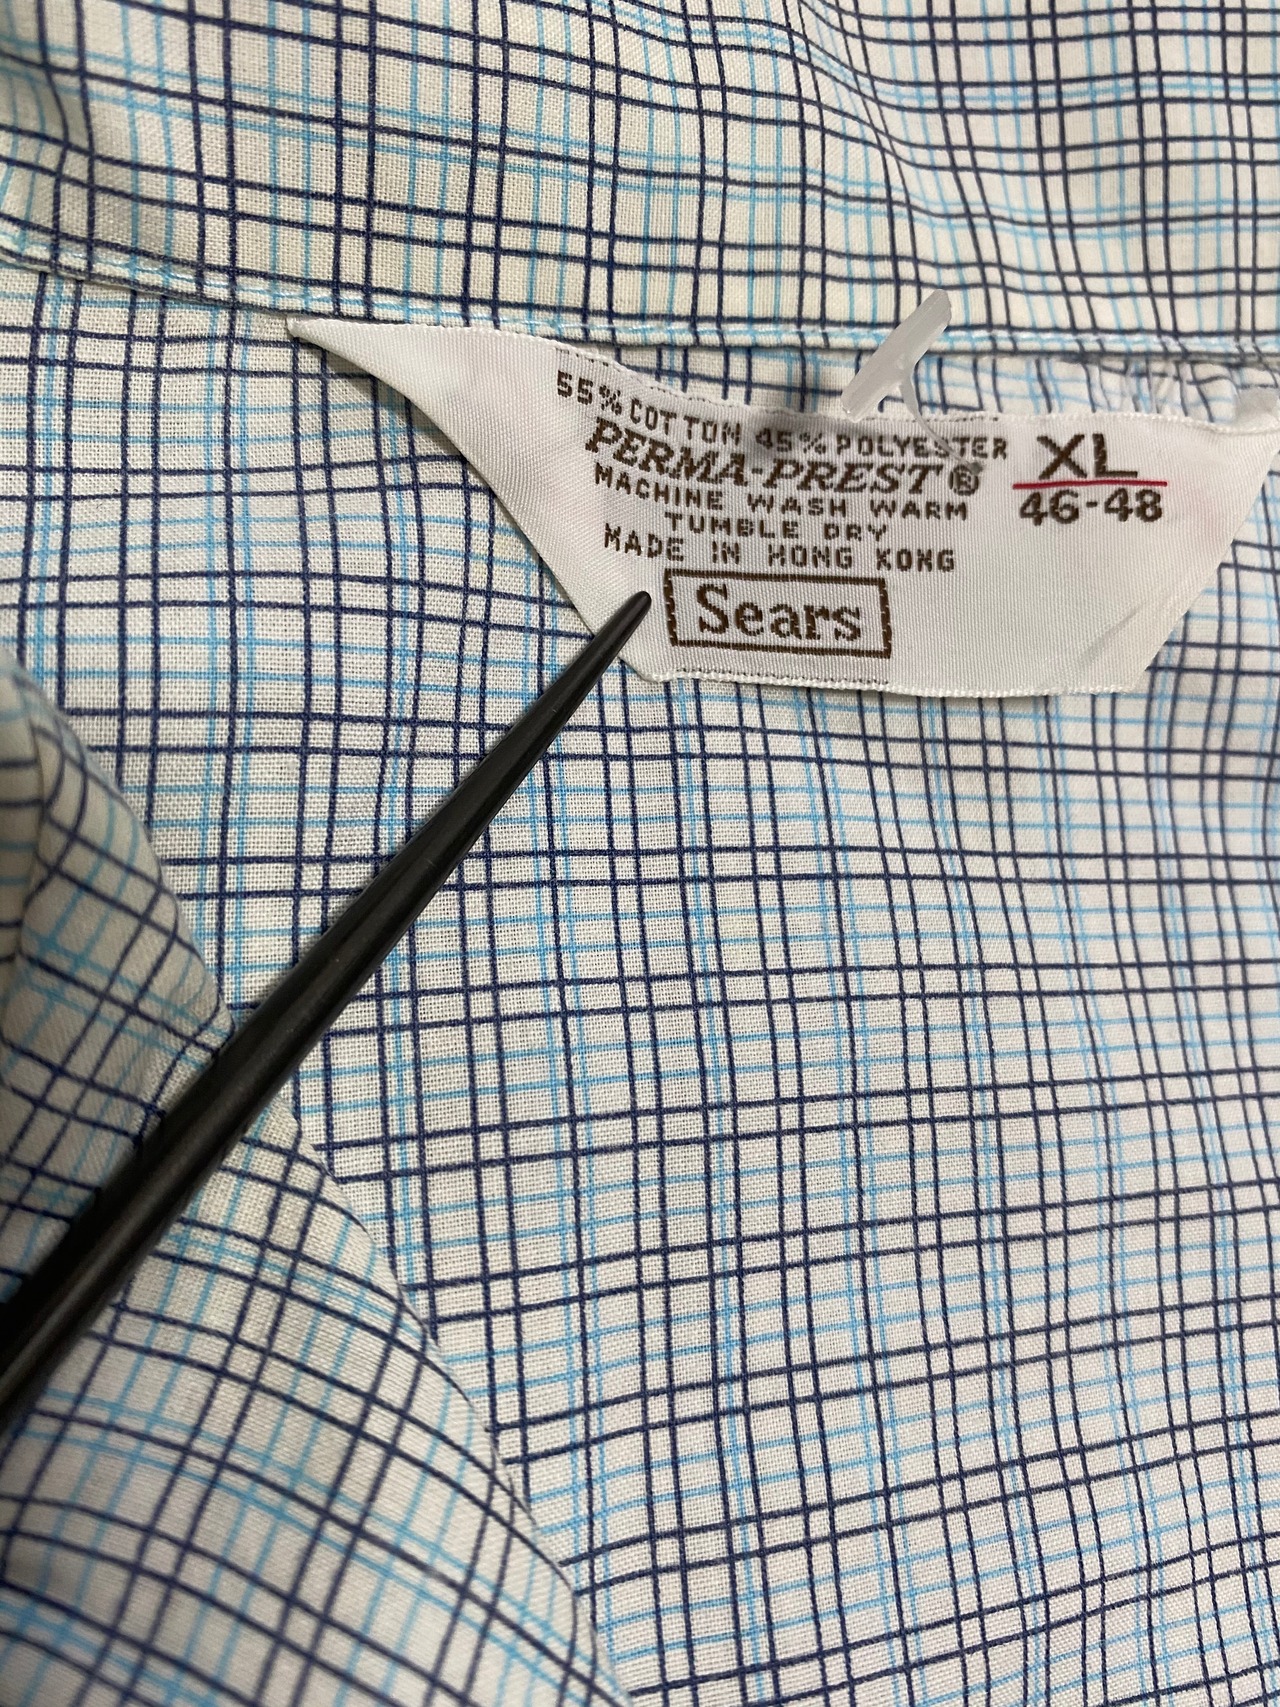 55% COTTON 45% POLYESTER
PERMA-PREST®
MACHINE WASH WARM
TUMBLE DRY
MADE IN HONG KONG
Sears
XL
46-48